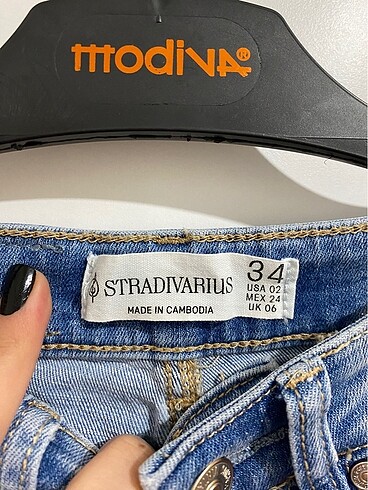 modiva®
STRADIVARIUS
MADE IN CAMBODIA
34
USA 02
MEX 24
UK 06